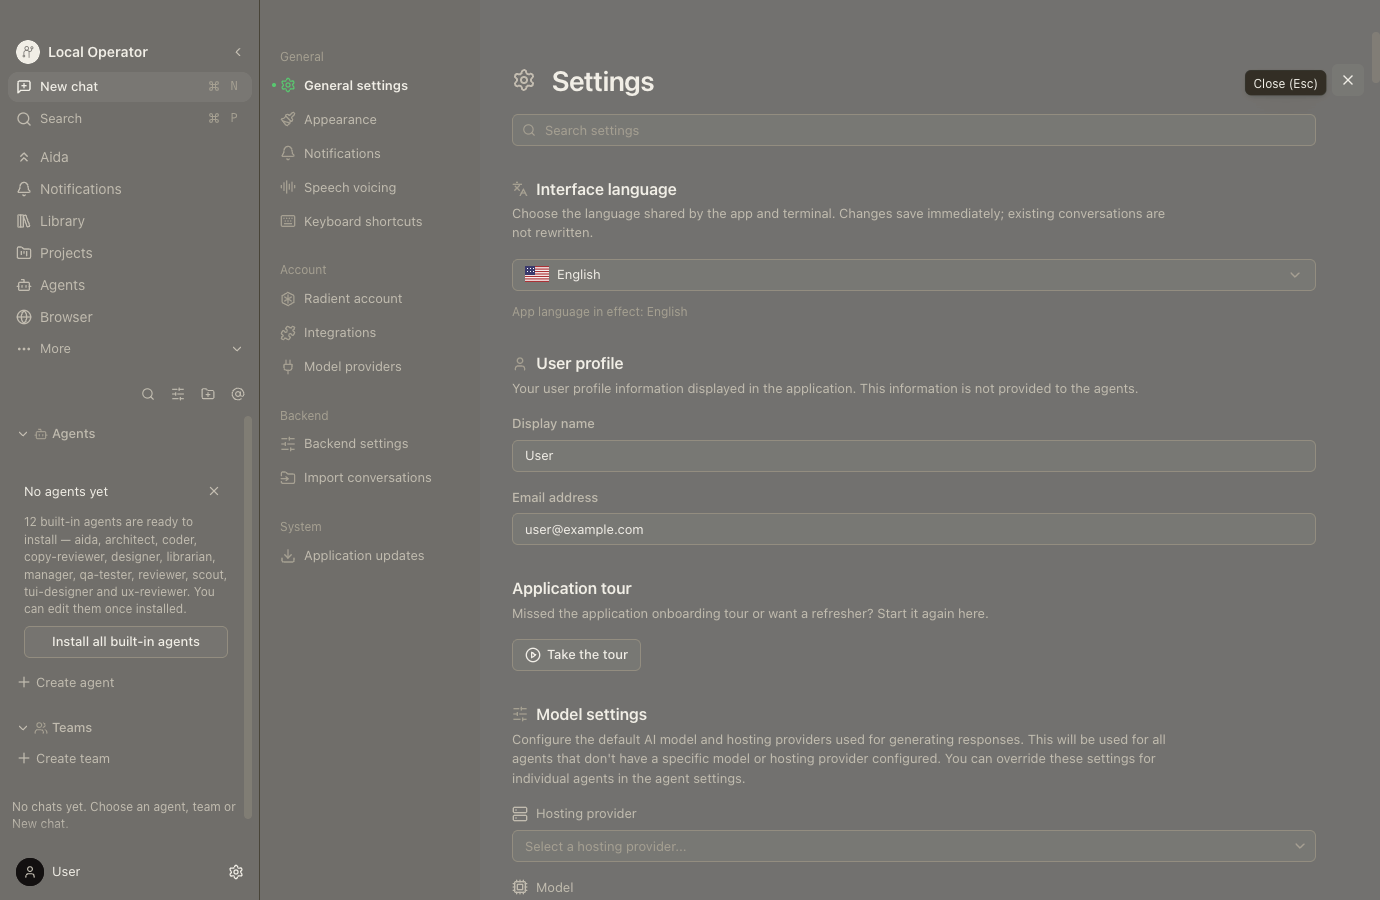 Local Operator
New chat ⌘ N
Search ⌘ P
Aida
Notifications
Library
Projects
Agents
Browser
More
Agents
No agents yet
12 built-in agents are ready to
install — aida, architect, coder,
copy-reviewer, designer, librarian,
manager, qa-tester, reviewer, scout,
tui-designer and ux-reviewer. You
can edit them once installed.
Install all built-in agents
Create agent
Teams
Create team
No chats yet. Choose an agent, team or
New chat.
User
General
General settings
Appearance
Notifications
Speech voicing
Keyboard shortcuts
Account
Radient account
Integrations
Model providers
Backend
Backend settings
Import conversations
System
Application updates
Settings
Close (Esc)
Search settings
Interface language
Choose the language shared by the app and terminal. Changes save immediately; existing conversations are
not rewritten.
English
App language in effect: English
User profile
Your user profile information displayed in the application. This information is not provided to the agents.
Display name
User
Email address
user@example.com
Application tour
Missed the application onboarding tour or want a refresher? Start it again here.
Take the tour
Model settings
Configure the default AI model and hosting providers used for generating responses. This will be used for all
agents that don't have a specific model or hosting provider configured. You can override these settings for
individual agents in the agent settings.
Hosting provider
Select a hosting provider...
Model